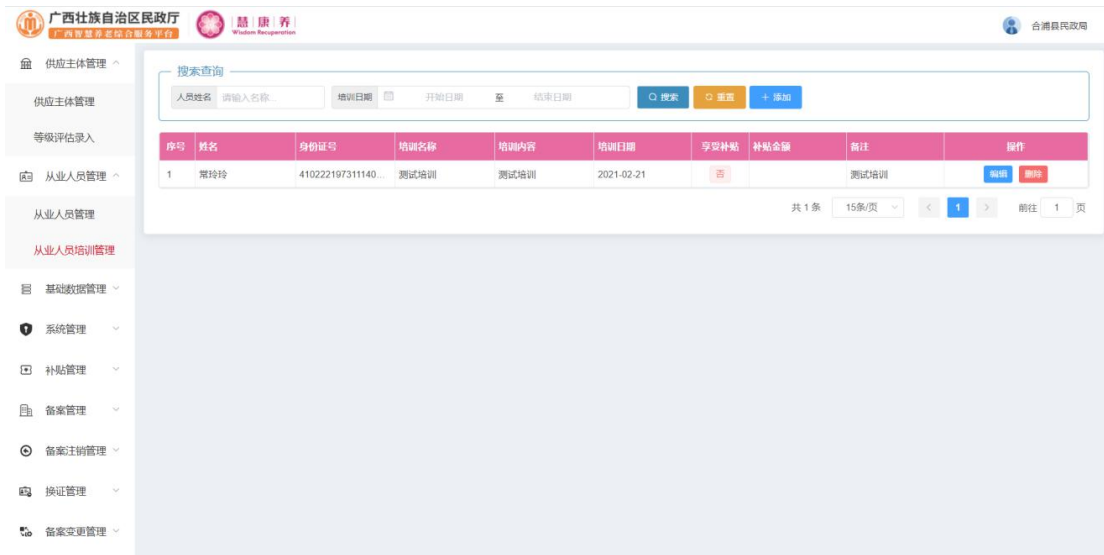 广西壮族自治区民政厅
广西智慧养老综合服务平台
慧康养
Wisdom Recuperation
合浦县民政局
供应主体管理
供应主体管理
等级评估录入
从业人员管理
从业人员管理
从业人员培训管理
基础数据管理
系统管理
补贴管理
备案管理
备案注销管理
换证管理
备案变更管理
搜索查询
人员姓名 请输入名称... 培训日期 开始日期 至 结束日期 搜索 重置 + 添加
序号 姓名 身份证号 培训名称 培训内容 培训日期 享受补贴 补贴金额 备注 操作
1 常玲玲 410222197311140... 测试培训 测试培训 2021-02-21 否 测试培训 编辑 删除
共 1 条 15条/页 < 1 > 前往 1 页